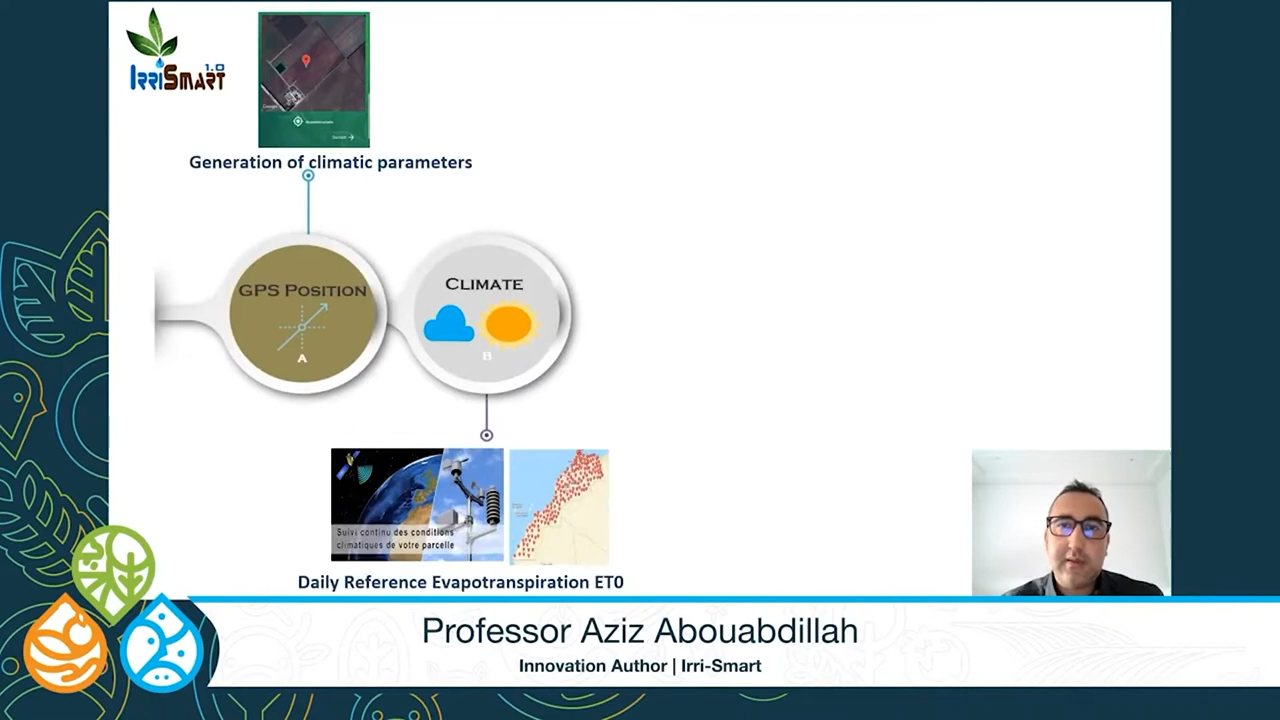 IrriSmart
1.0
Google
Generation of climatic parameters
GPS Position
A
Climate
B
Suivi continu des conditions
climatiques de votre parcelle
Daily Reference Evapotranspiration ET0
Professor Aziz Abouabdillah
Innovation Author | Irri-Smart